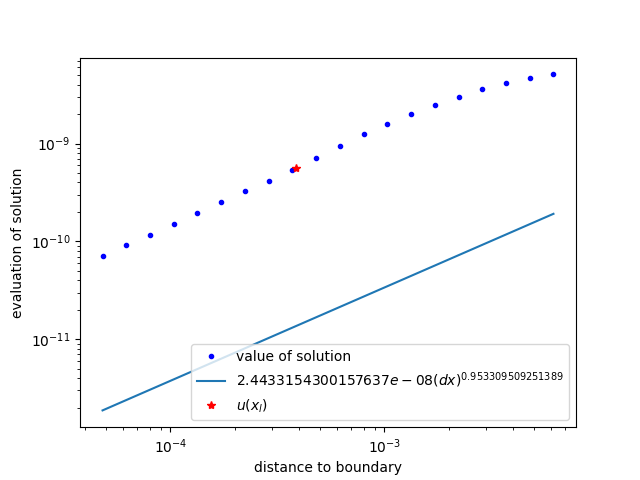 10⁻⁹
10⁻¹⁰
10⁻¹¹
evaluation of solution
value of solution
2.4433154300157637e − 08(dx)^0.953309509251389
u(x_I)
10⁻⁴
10⁻³
distance to boundary